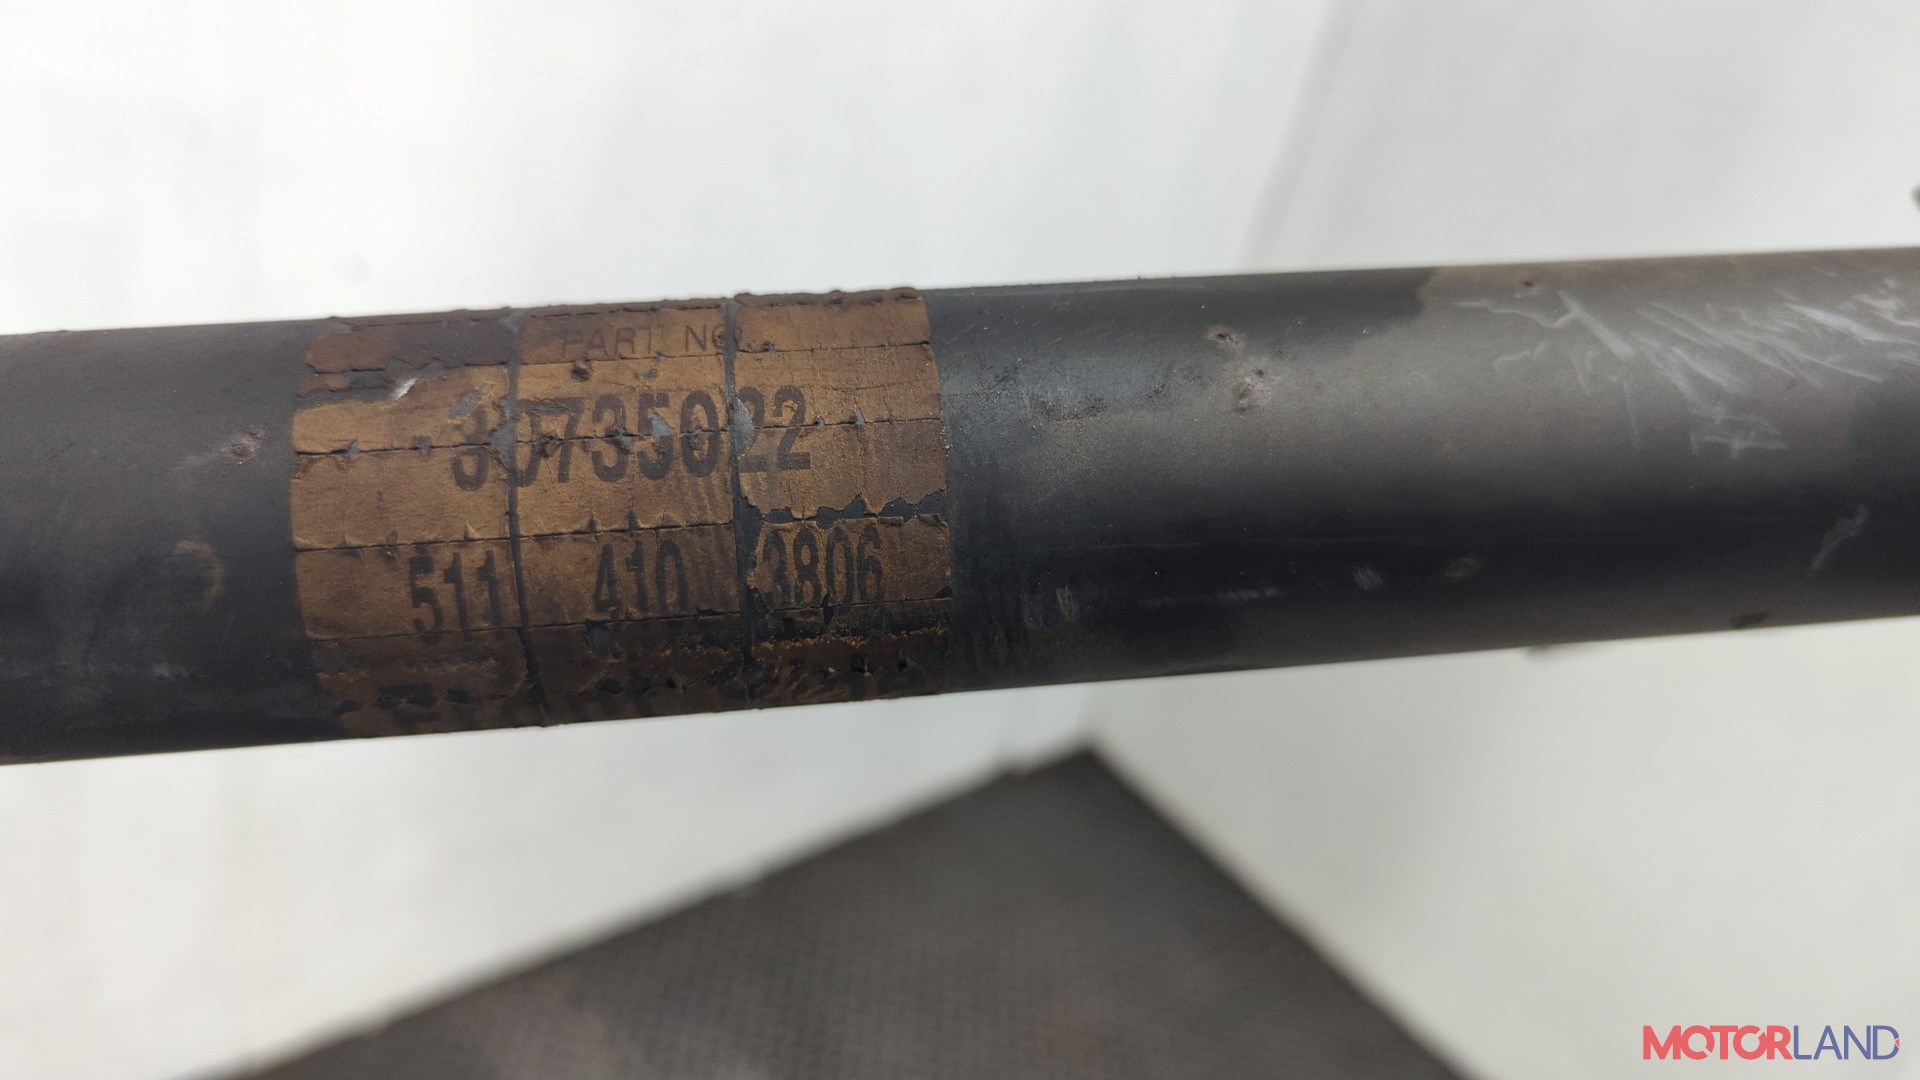 PART NO.
30735022
511 410 3806
MOTORLAND